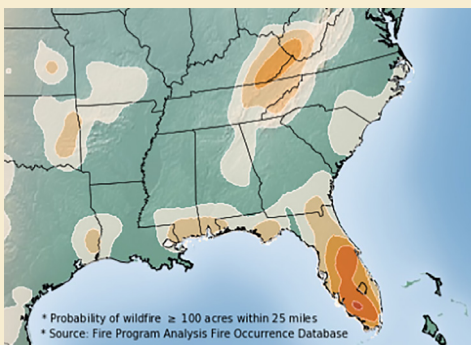 * Probability of wildfire ≥ 100 acres within 25 miles
* Source: Fire Program Analysis Fire Occurrence Database